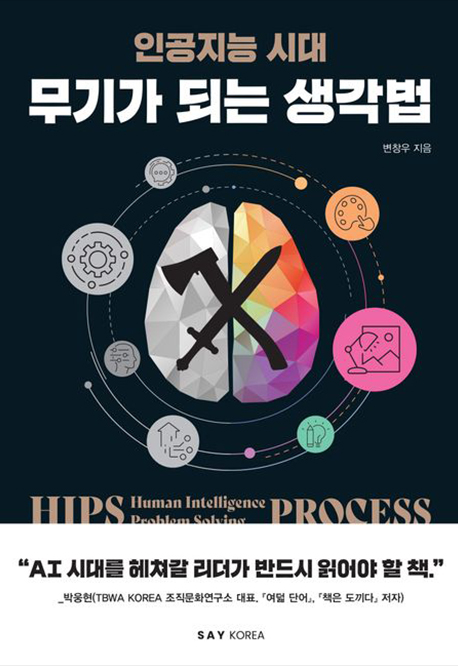 인공지능 시대
무기가 되는 생각법
변창우 지음
HIPS Human Intelligence Problem Solving PROCESS
“AI 시대를 헤쳐갈 리더가 반드시 읽어야 할 책.”
_박웅현(TBWA KOREA 조직문화연구소 대표, 『여덟 단어』, 『책은 도끼다』 저자)
SAY KOREA